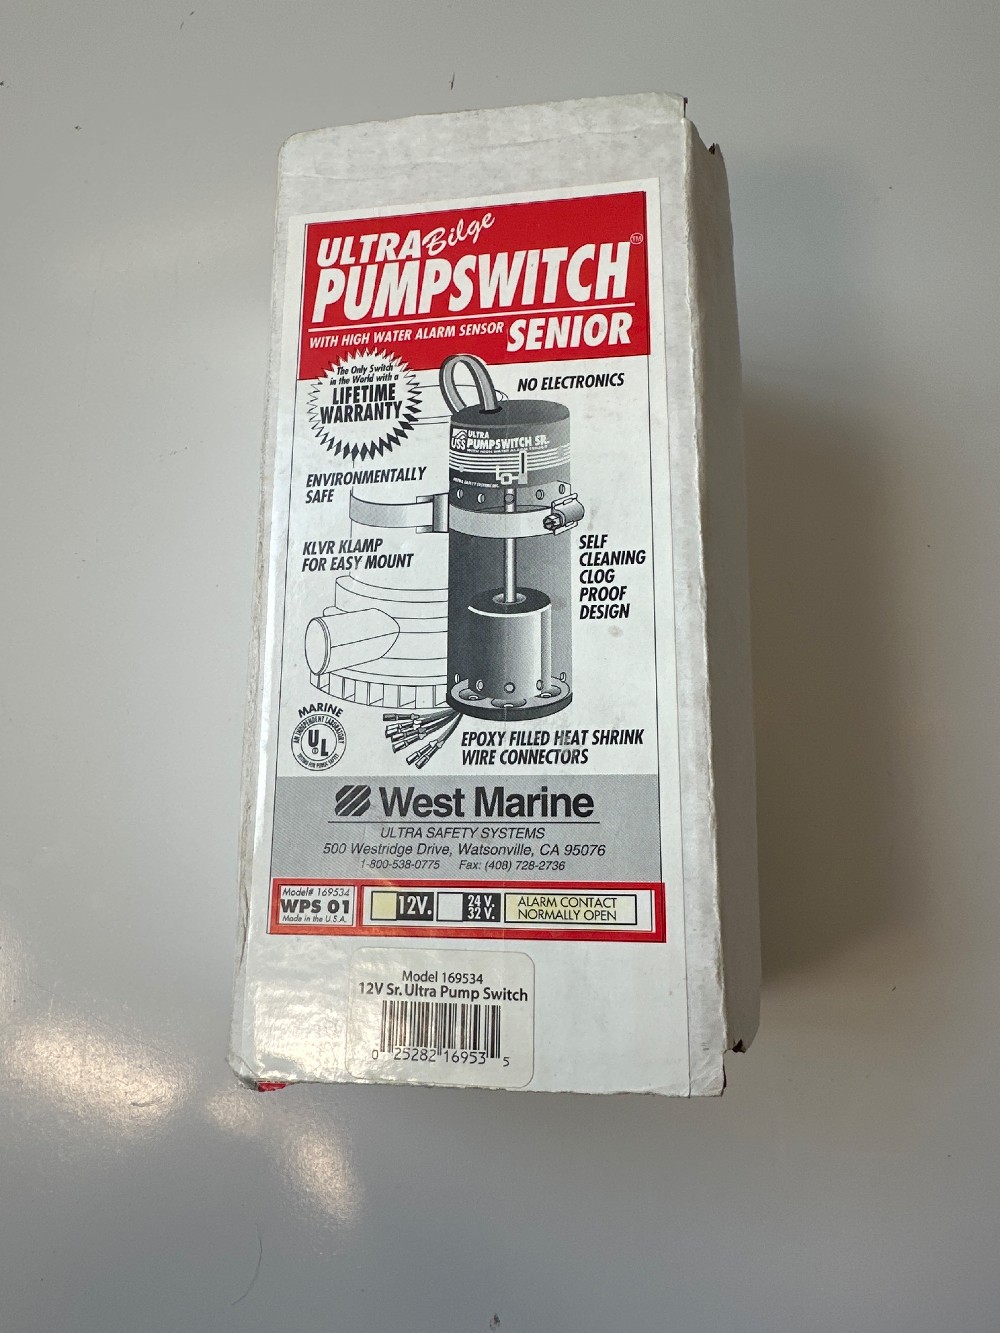 ULTRA Bilge
PUMPSWITCH™
WITH HIGH WATER ALARM SENSOR SENIOR
The Only Switch
in the World with a
LIFETIME
WARRANTY
NO ELECTRONICS
USS ULTRA
PUMPSWITCH SR.
ENVIRONMENTALLY
SAFE
KLVR KLAMP
FOR EASY MOUNT
SELF
CLEANING
CLOG
PROOF
DESIGN
MARINE
AN INDEPENDENT LABORATORY
UL
EPOXY FILLED HEAT SHRINK
WIRE CONNECTORS
West Marine
ULTRA SAFETY SYSTEMS
500 Westridge Drive, Watsonville, CA 95076
1-800-538-0775 Fax: (408) 728-2736
Model# 169534
WPS 01
Made in the U.S.A.
12V.
24 V.
32 V.
ALARM CONTACT
NORMALLY OPEN
Model 169534
12V Sr. Ultra Pump Switch
0 25282 16953 5